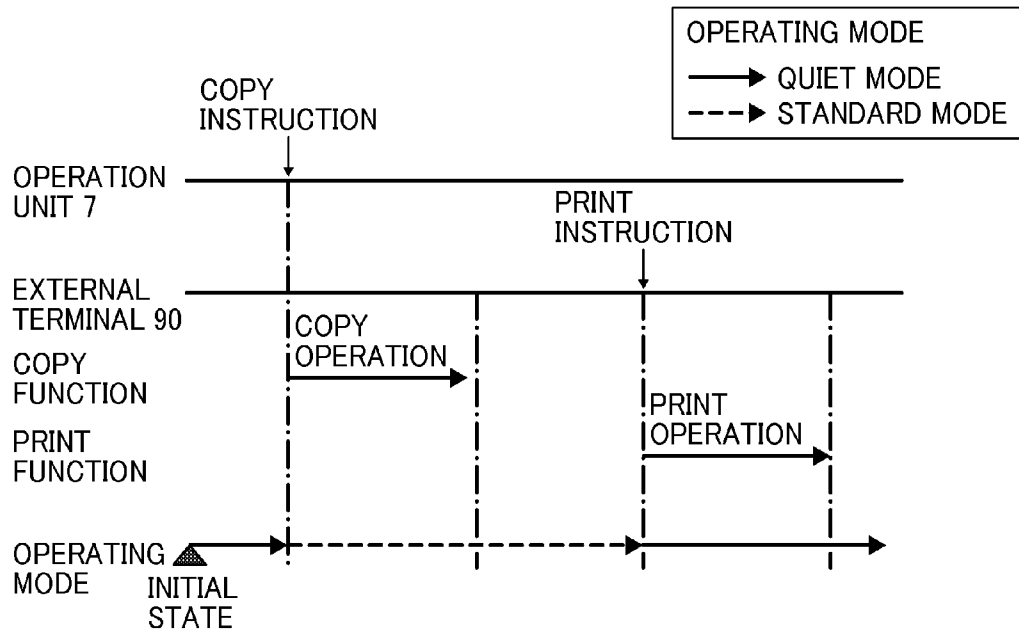 OPERATING MODE
QUIET MODE
STANDARD MODE
COPY
INSTRUCTION
OPERATION
UNIT 7
PRINT
INSTRUCTION
EXTERNAL
TERMINAL 90
COPY
OPERATION
COPY
FUNCTION
PRINT
OPERATION
PRINT
FUNCTION
OPERATING
MODE
INITIAL
STATE